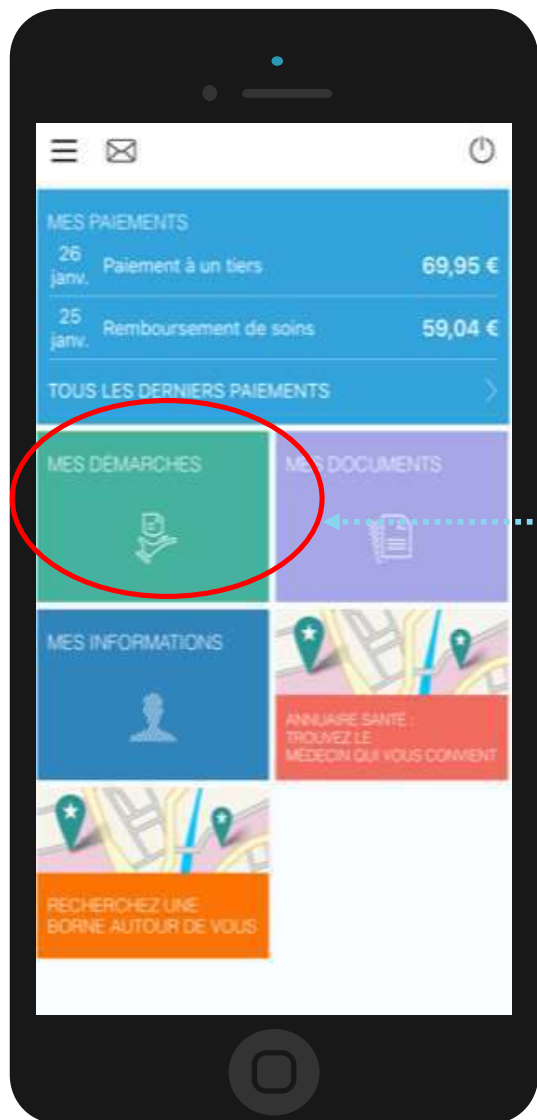 MES PAIEMENTS
26 janv. Paiement à un tiers 69,95 €
25 janv. Remboursement de soins 59,04 €
TOUS LES DERNIERS PAIEMENTS
MES DÉMARCHES
MES DOCUMENTS
MES INFORMATIONS
ANNUAIRE SANTÉ :
TROUVEZ LE
MÉDECIN QUI VOUS CONVIENT
RECHERCHEZ UNE
BORNE AUTOUR DE VOUS